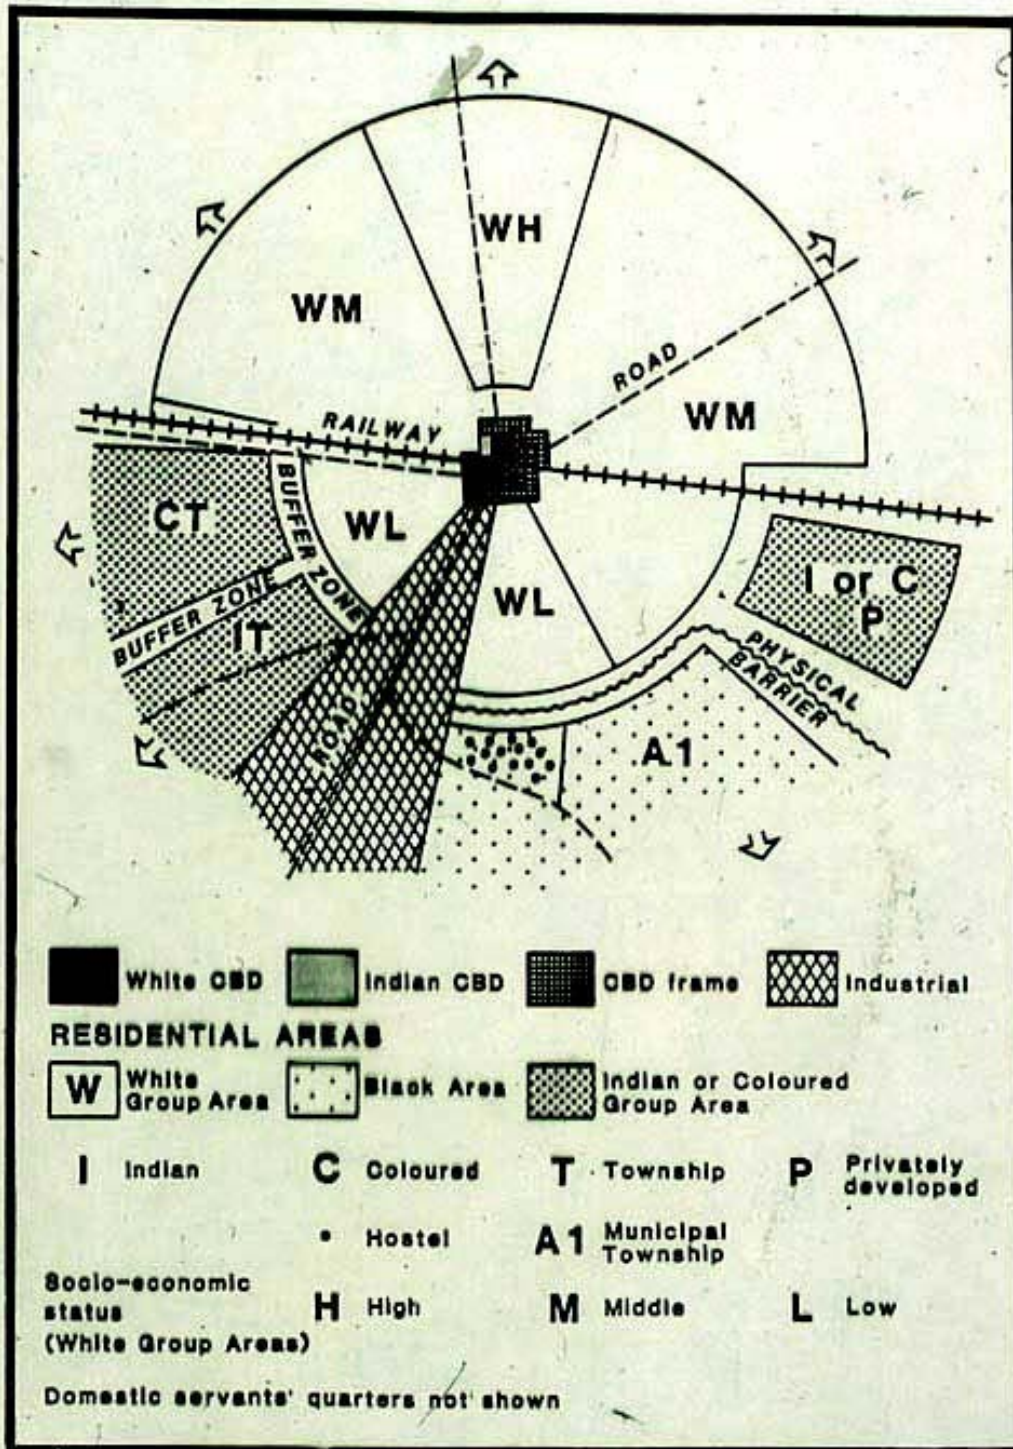 WH
WM
ROAD
RAILWAY
WM
CT
BUFFER ZONE
WL
I or C
P
BUFFER ZONE
IT
WL
PHYSICAL
BARRIER
ROAD
A1
White CBD
Indian CBD
CBD frame
Industrial
RESIDENTIAL AREAS
W
White
Group Area
Black Area
Indian or Coloured
Group Area
I Indian
C Coloured
T Township
P Privately
developed
• Hostel
A1 Municipal
Township
Socio-economic
status
(White Group Areas)
H High
M Middle
L Low
Domestic servants' quarters not shown